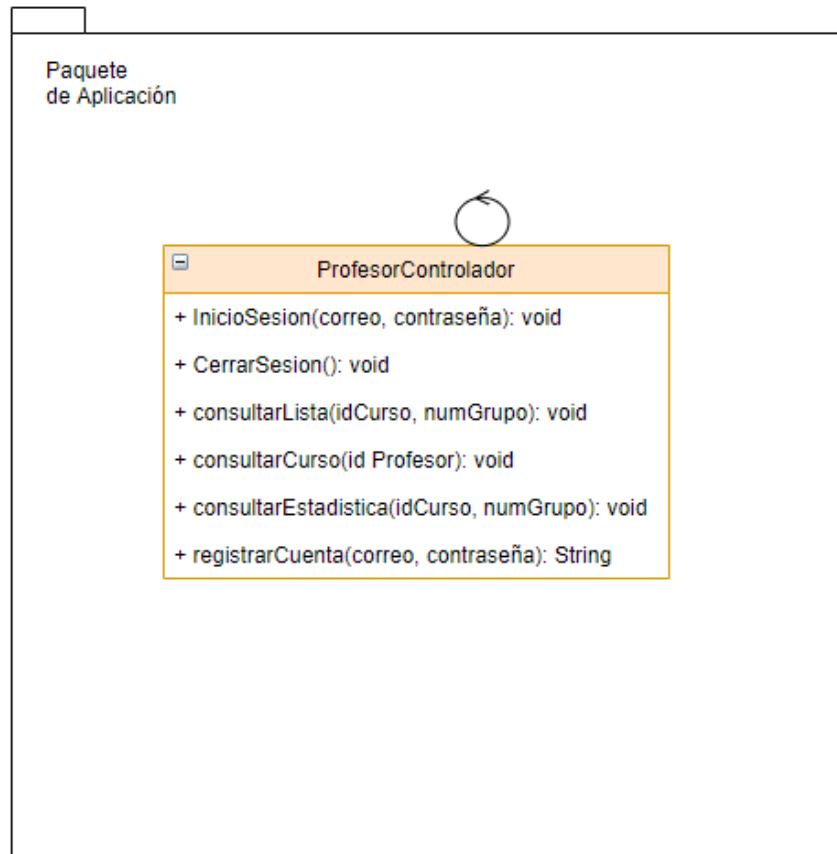 Paquete
de Aplicación
ProfesorControlador
+ InicioSesion(correo, contraseña): void
+ CerrarSesion(): void
+ consultarLista(idCurso, numGrupo): void
+ consultarCurso(id Profesor): void
+ consultarEstadistica(idCurso, numGrupo): void
+ registrarCuenta(correo, contraseña): String